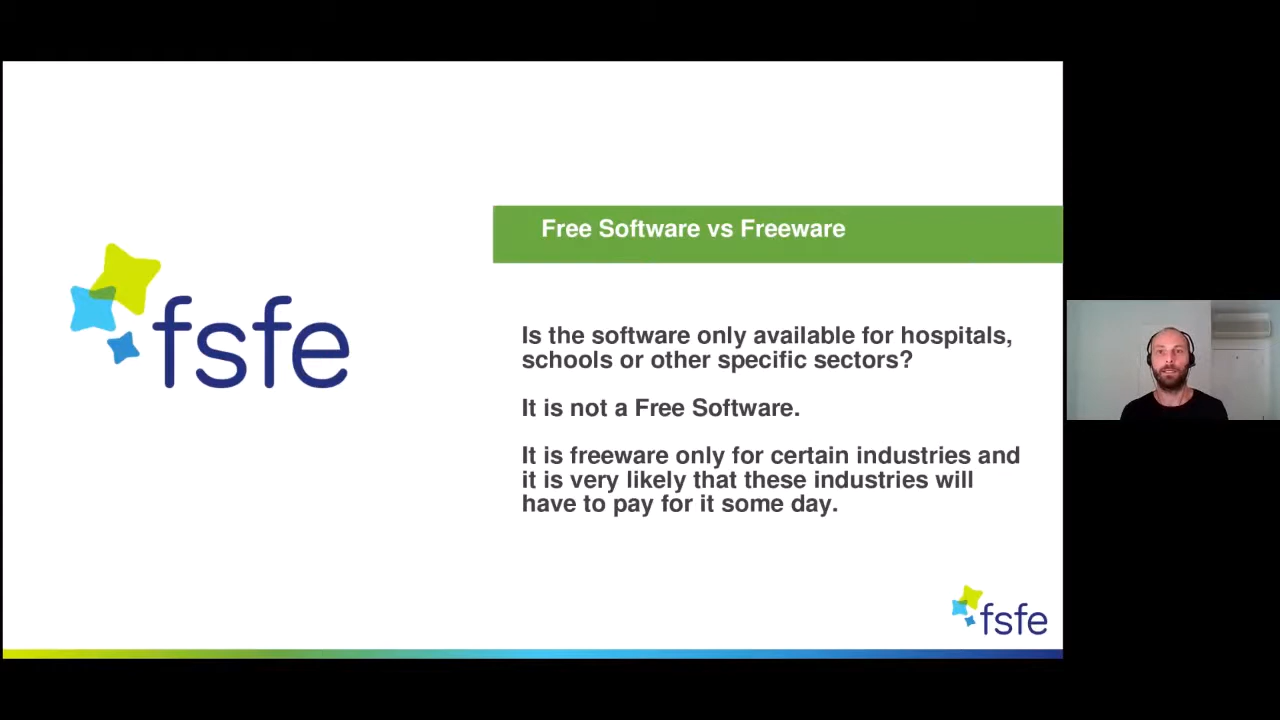 fsfe
Free Software vs Freeware
Is the software only available for hospitals,
schools or other specific sectors?
It is not a Free Software.
It is freeware only for certain industries and
it is very likely that these industries will
have to pay for it some day.
fsfe